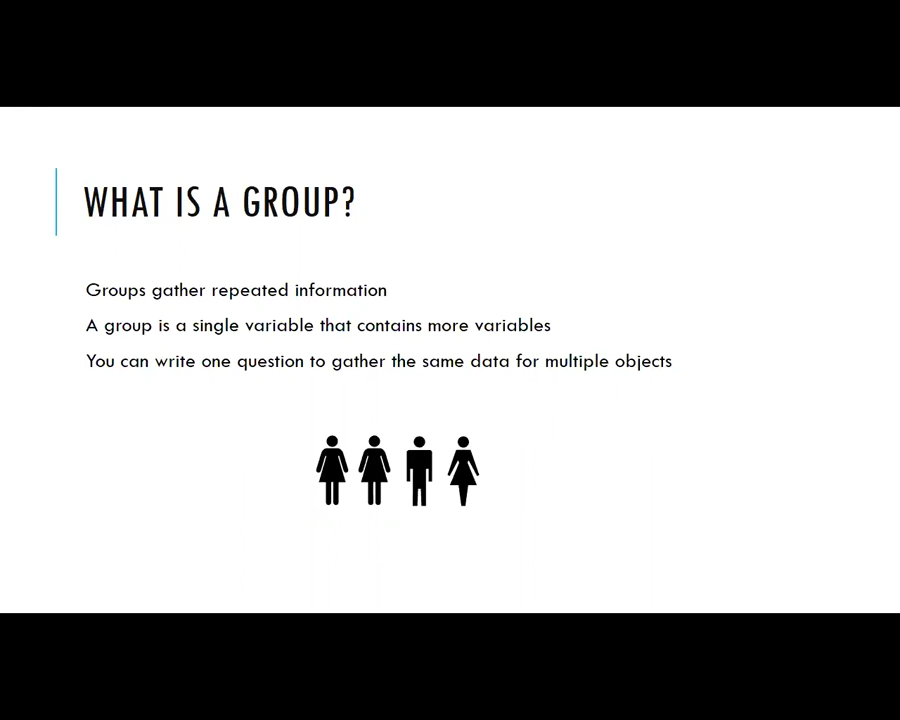 WHAT IS A GROUP?
Groups gather repeated information
A group is a single variable that contains more variables
You can write one question to gather the same data for multiple objects